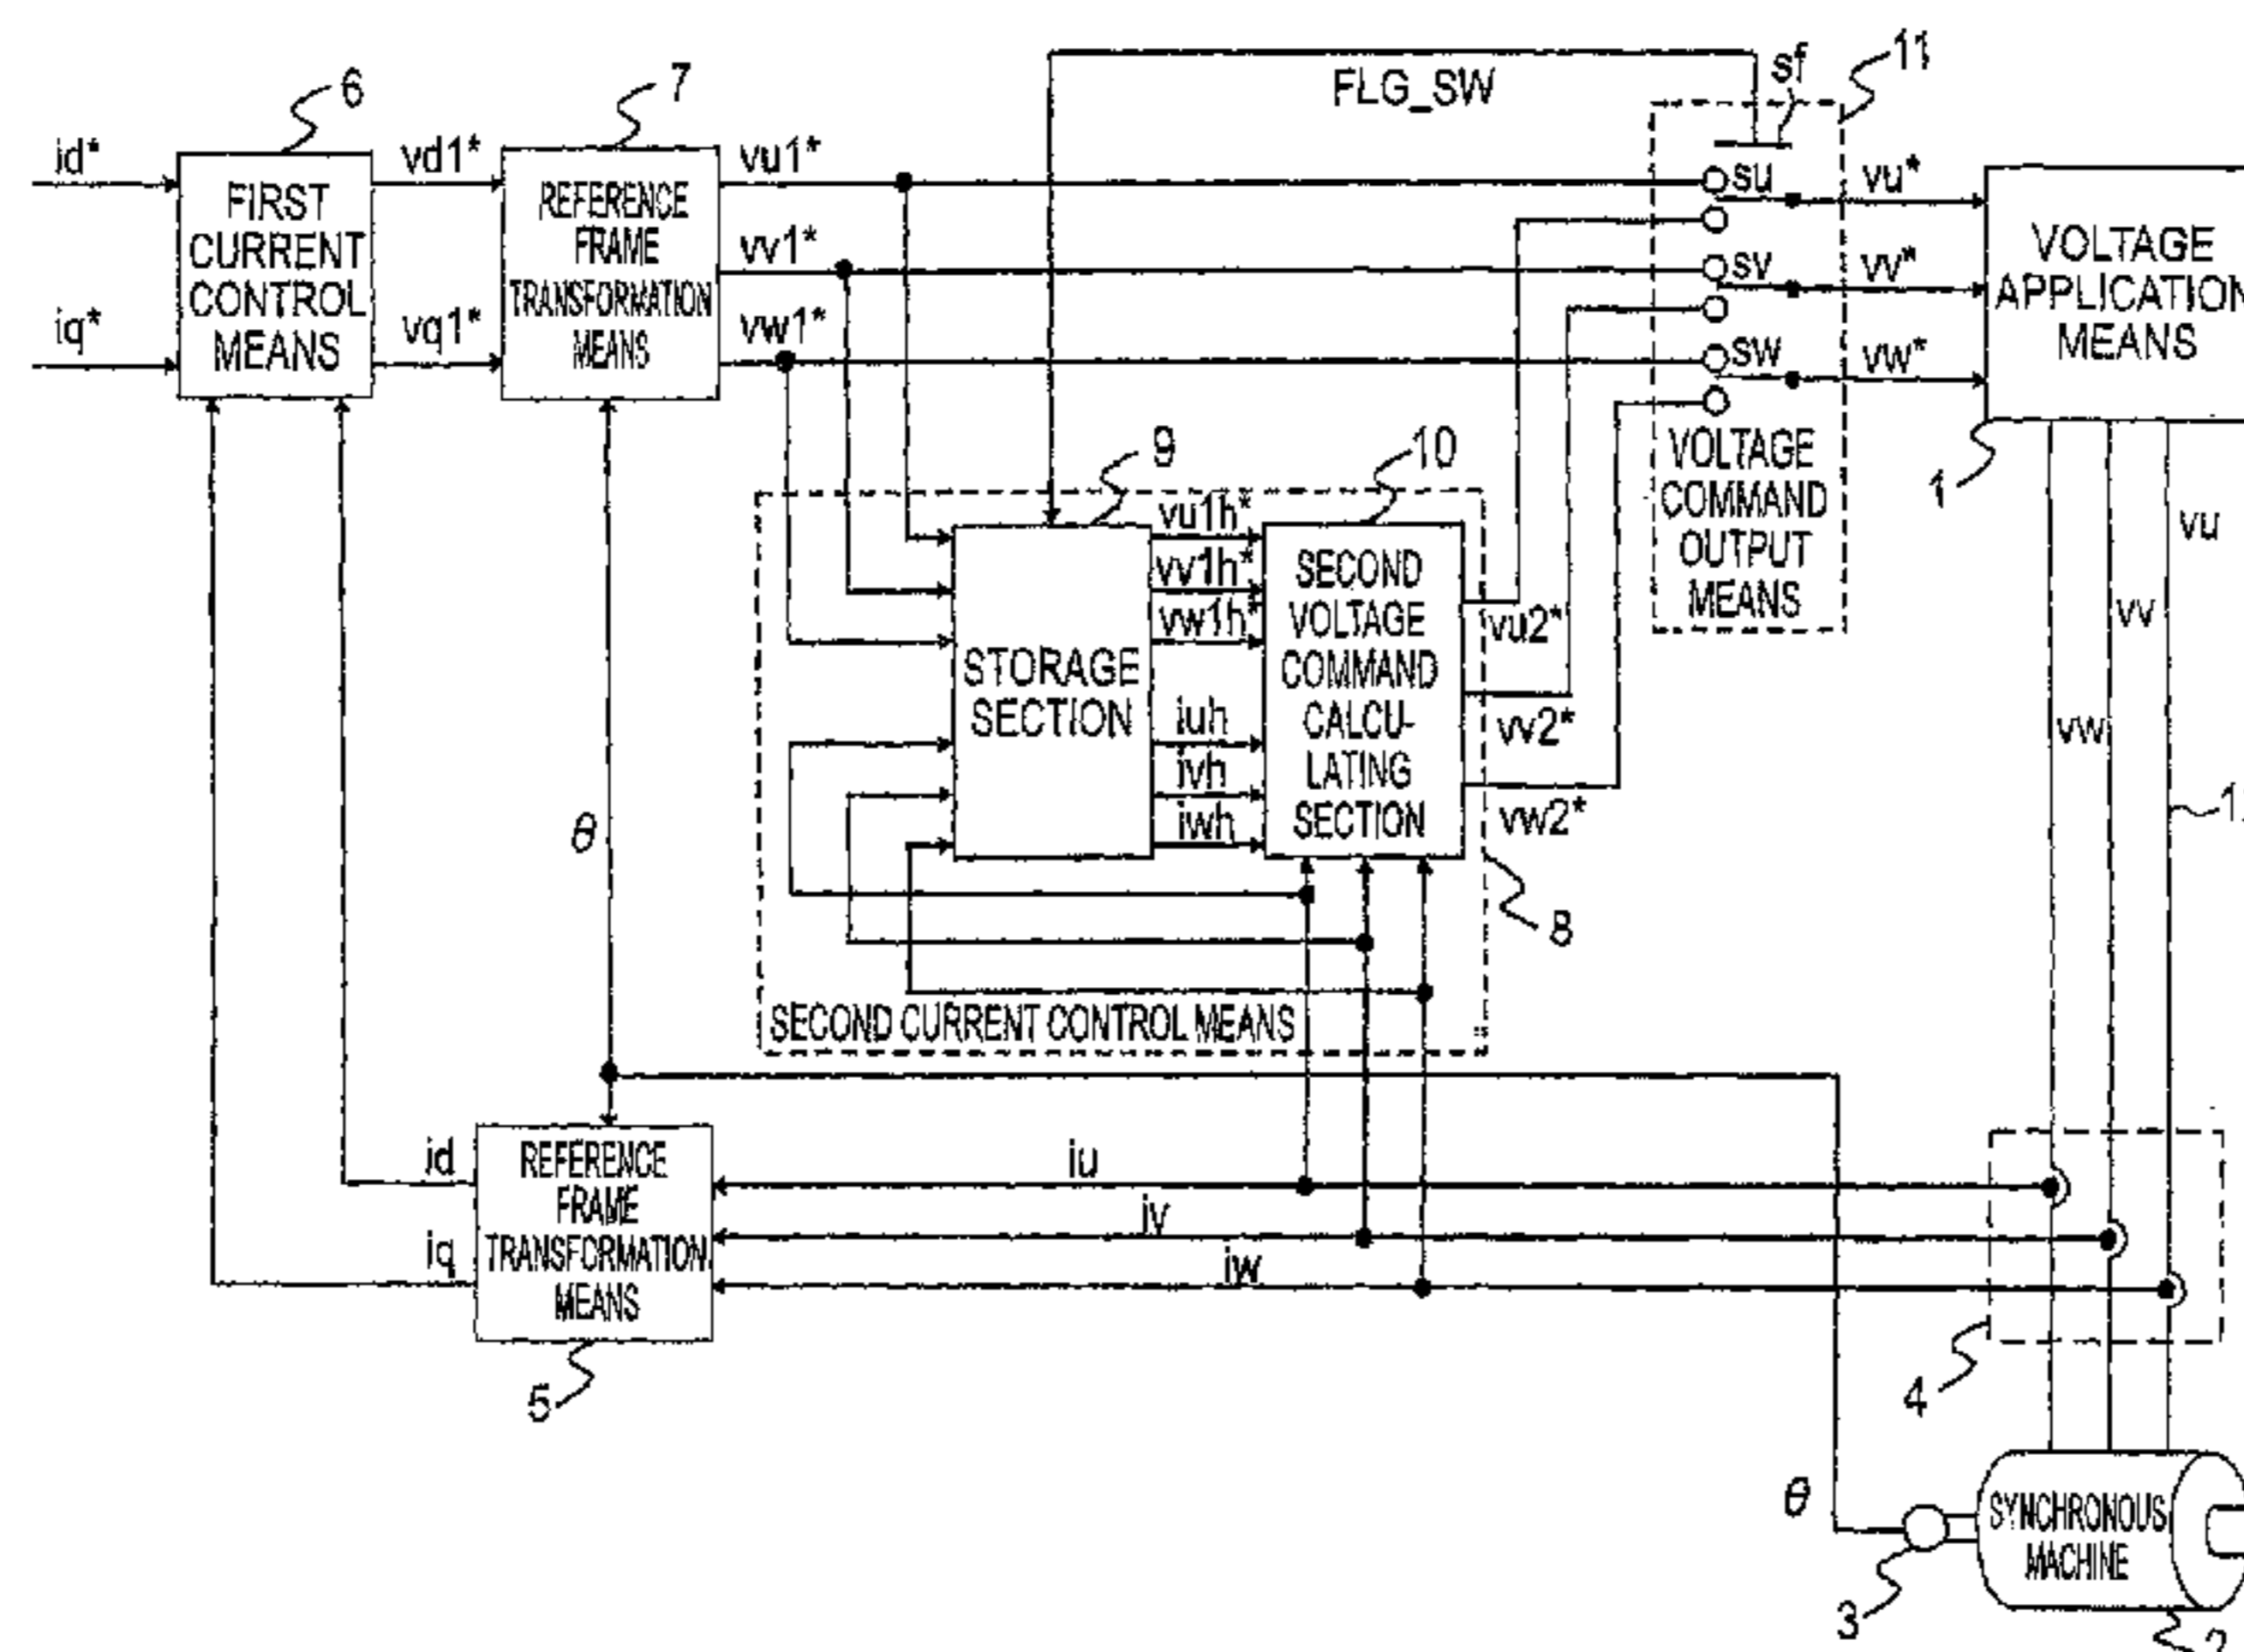 6
7
FLG_SW
sf
11
id*
iq*
FIRST
CURRENT
CONTROL
MEANS
vd1*
vq1*
REFERENCE
FRAME
TRANSFORMATION
MEANS
vu1*
vv1*
vw1*
su
sv
sw
vu*
vv*
vw*
VOLTAGE
APPLICATION
MEANS
1
VOLTAGE
COMMAND
OUTPUT
MEANS
9
10
STORAGE
SECTION
vu1h*
vv1h*
vw1h*
iuh
ivh
iwh
SECOND
VOLTAGE
COMMAND
CALCU-
LATING
SECTION
vu2*
vv2*
vw2*
8
SECOND CURRENT CONTROL MEANS
vu
vv
vw
θ
id
iq
REFERENCE
FRAME
TRANSFORMATION
MEANS
5
iu
iv
iw
4
θ
3
SYNCHRONOUS
MACHINE
2